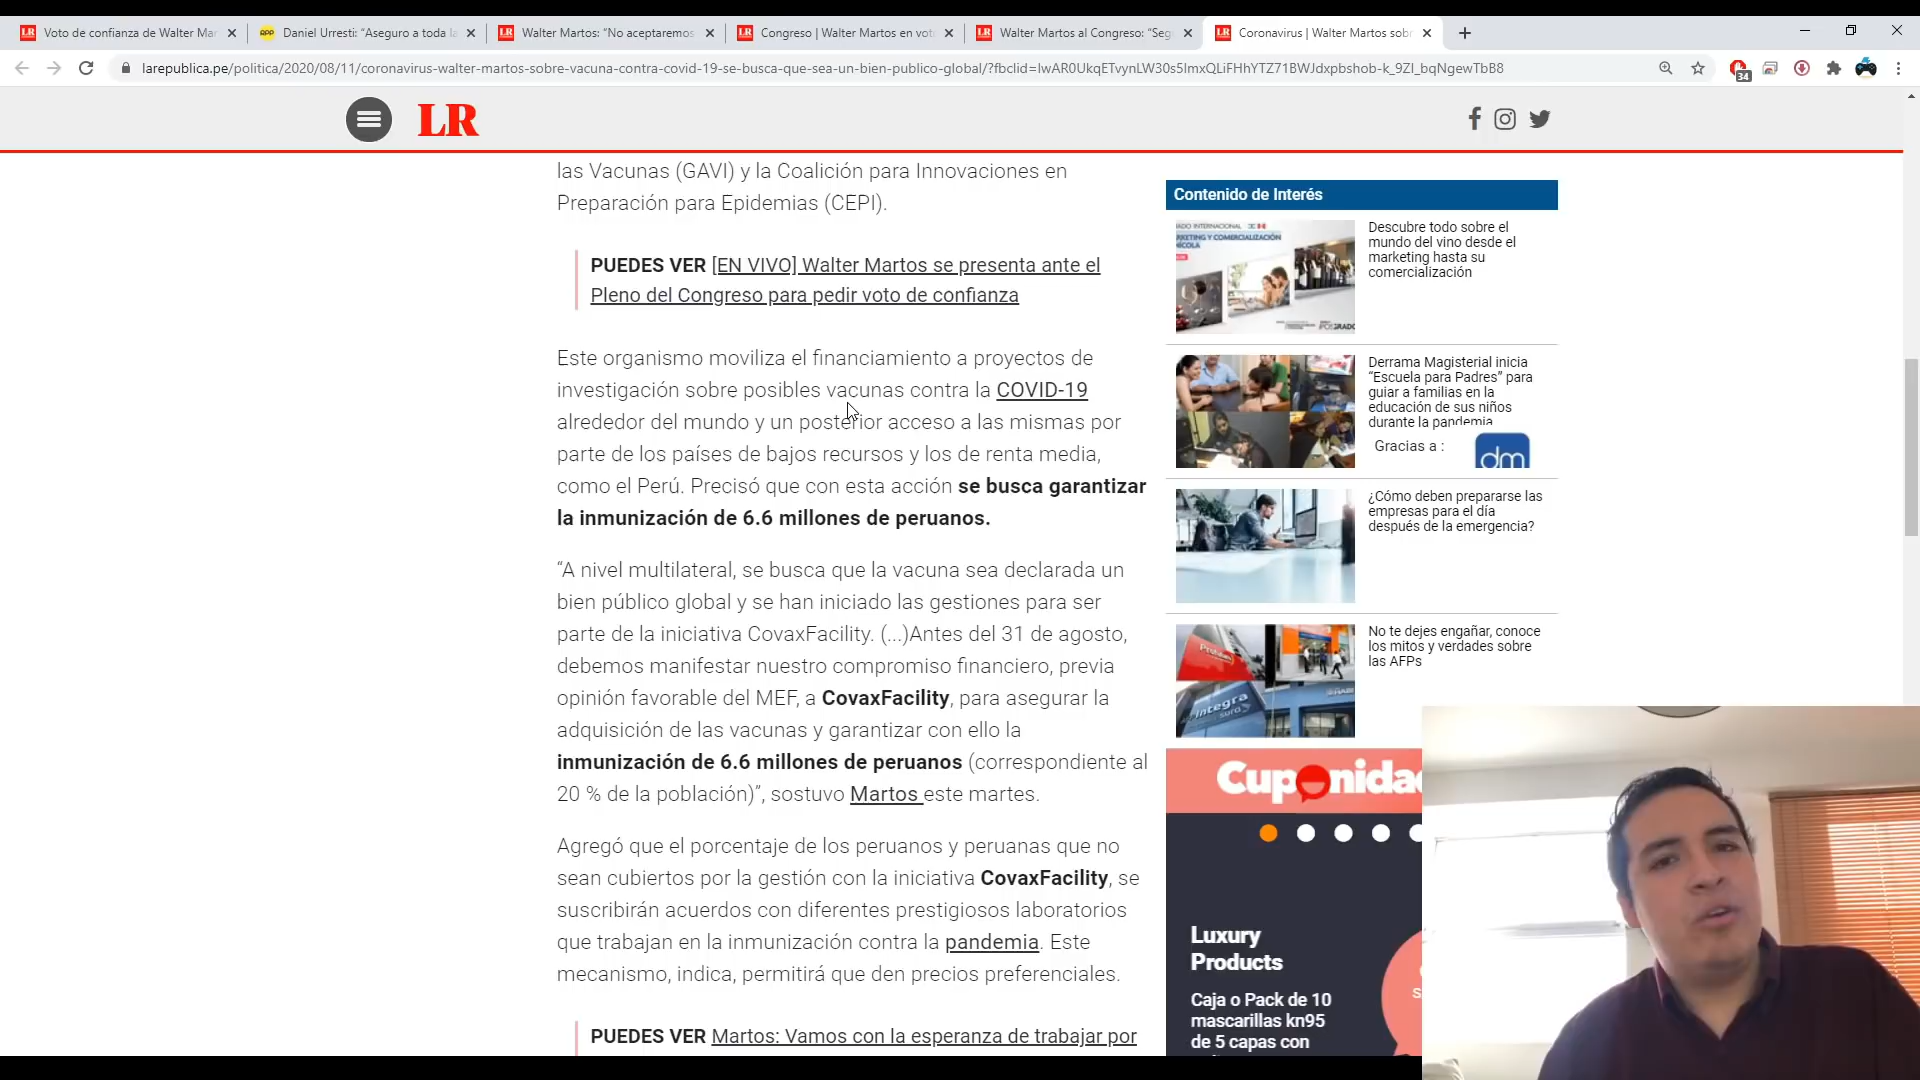 Voto de confianza de Walter Mar
Daniel Urresti: “Aseguro a toda la
Walter Martos: “No aceptaremos
Congreso | Walter Martos en vot
Walter Martos al Congreso: “Seg
Coronavirus | Walter Martos sob
larepublica.pe/politica/2020/08/11/coronavirus-walter-martos-sobre-vacuna-contra-covid-19-se-busca-que-sea-un-bien-publico-global/?fbclid=IwAR0UkqETvynLW30s5lmxQLiFHhYTZ71BWJdxpbshob-k_9ZI_bqNgewTbB8
34
LR
las Vacunas (GAVI) y la Coalición para Innovaciones en
Preparación para Epidemias (CEPI).
PUEDES VER [EN VIVO] Walter Martos se presenta ante el
Pleno del Congreso para pedir voto de confianza
Este organismo moviliza el financiamiento a proyectos de
investigación sobre posibles vacunas contra la COVID-19
alrededor del mundo y un posterior acceso a las mismas por
parte de los países de bajos recursos y los de renta media,
como el Perú. Precisó que con esta acción se busca garantizar
la inmunización de 6.6 millones de peruanos.
“A nivel multilateral, se busca que la vacuna sea declarada un
bien público global y se han iniciado las gestiones para ser
parte de la iniciativa CovaxFacility. (...)Antes del 31 de agosto,
debemos manifestar nuestro compromiso financiero, previa
opinión favorable del MEF, a CovaxFacility, para asegurar la
adquisición de las vacunas y garantizar con ello la
inmunización de 6.6 millones de peruanos (correspondiente al
20 % de la población)”, sostuvo Martos este martes.
Agregó que el porcentaje de los peruanos y peruanas que no
sean cubiertos por la gestión con la iniciativa CovaxFacility, se
suscribirán acuerdos con diferentes prestigiosos laboratorios
que trabajan en la inmunización contra la pandemia. Este
mecanismo, indica, permitirá que den precios preferenciales.
PUEDES VER Martos: Vamos con la esperanza de trabajar por
Contenido de Interés
Descubre todo sobre el
mundo del vino desde el
marketing hasta su
comercialización
Derrama Magisterial inicia
“Escuela para Padres” para
guiar a familias en la
educación de sus niños
durante la pandemia
Gracias a :
dm
¿Cómo deben prepararse las
empresas para el día
después de la emergencia?
No te dejes engañar, conoce
los mitos y verdades sobre
las AFPs
Integra
Cuponidad
Luxury
Products
Caja o Pack de 10
mascarillas kn95
de 5 capas con